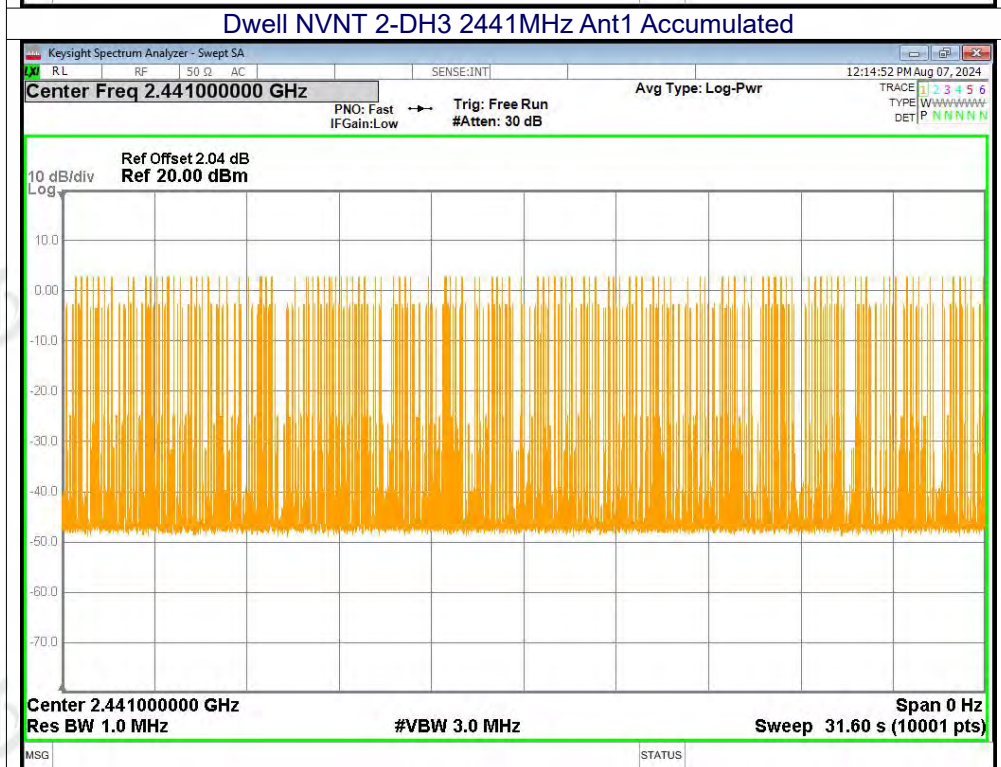 Dwell NVNT 2-DH3 2441MHz Ant1 Accumulated
Keysight Spectrum Analyzer - Swept SA
LXI RL RF 50 Ω AC SENSE:INT 12:14:52 PM Aug 07, 2024
Center Freq 2.441000000 GHz Avg Type: Log-Pwr TRACE 1 2 3 4 5 6
PNO: Fast Trig: Free Run TYPE WWWWWWW
IFGain:Low #Atten: 30 dB DET P N N N N N
Ref Offset 2.04 dB
10 dB/div Ref 20.00 dBm
Log
10.0
0.00
-10.0
-20.0
-30.0
-40.0
-50.0
-60.0
-70.0
Center 2.441000000 GHz Span 0 Hz
Res BW 1.0 MHz #VBW 3.0 MHz Sweep 31.60 s (10001 pts)
MSG STATUS